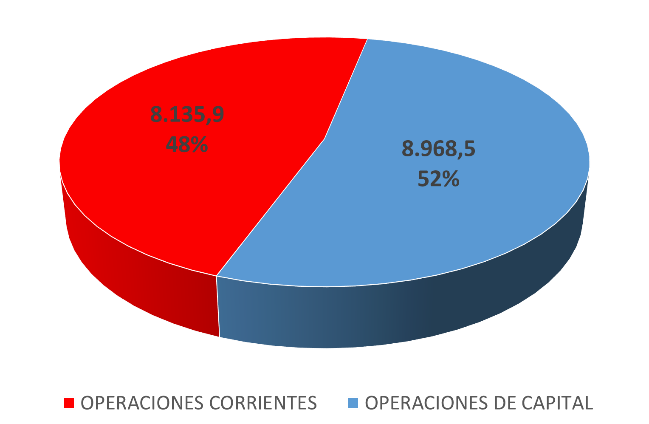 8.135,9
48%
8.968,5
52%
OPERACIONES CORRIENTES
OPERACIONES DE CAPITAL